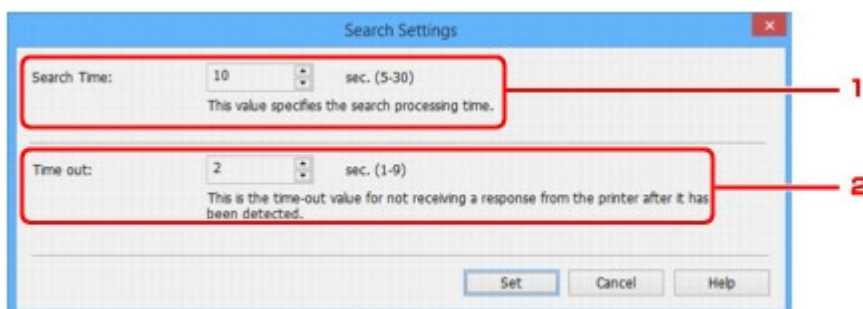 Search Settings
Search Time: 10 sec. (5-30)
This value specifies the search processing time.
1
Time out: 2 sec. (1-9)
This is the time-out value for not receiving a response from the printer after it has
been detected.
2
Set Cancel Help